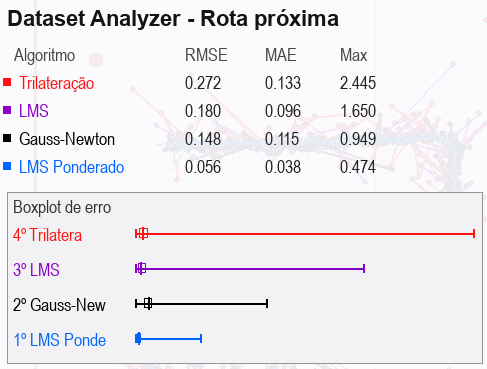 Dataset Analyzer - Rota próxima
Algoritmo RMSE MAE Max
Trilateração 0.272 0.133 2.445
LMS 0.180 0.096 1.650
Gauss-Newton 0.148 0.115 0.949
LMS Ponderado 0.056 0.038 0.474
Boxplot de erro
4º Trilatera
3º LMS
2º Gauss-New
1º LMS Ponde